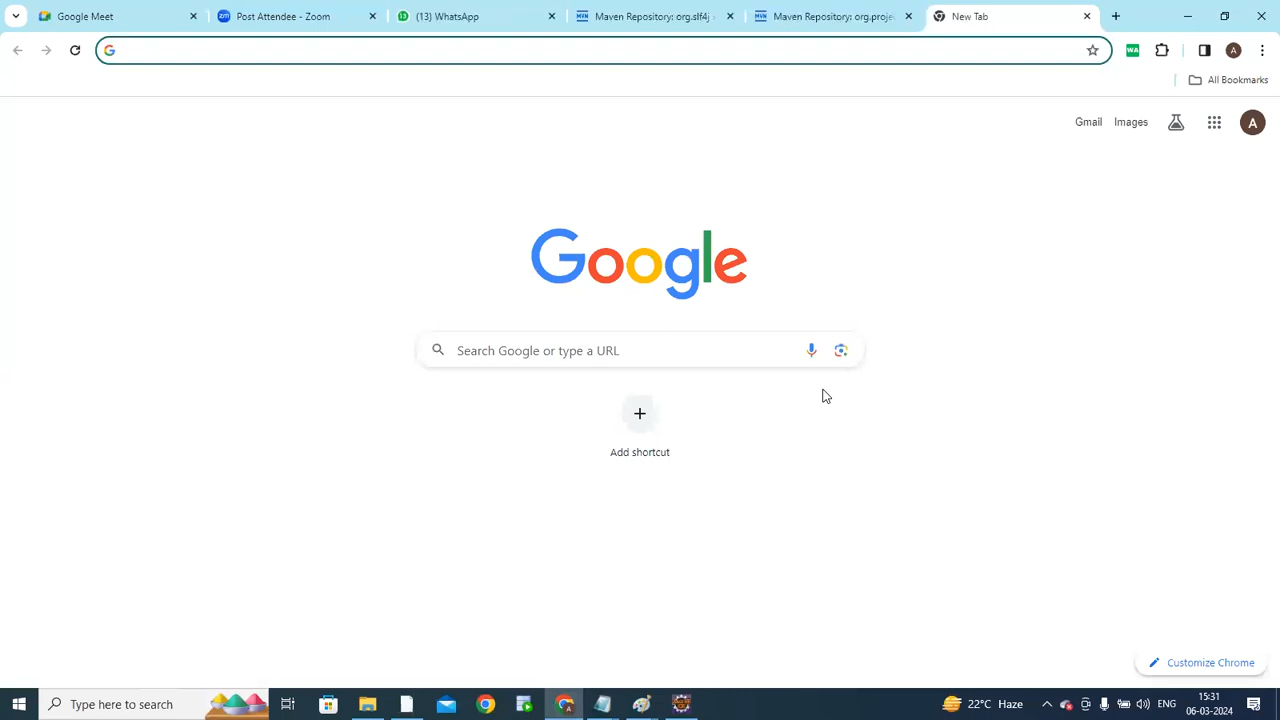 Google Meet
Post Attendee - Zoom
(13) WhatsApp
Maven Repository: org.slf4j
Maven Repository: org.proje
New Tab
WA
A
All Bookmarks
Gmail
Images
A
Google
Search Google or type a URL
Add shortcut
Customize Chrome
Type here to search
22°C Haze
ENG
15:31
06-03-2024